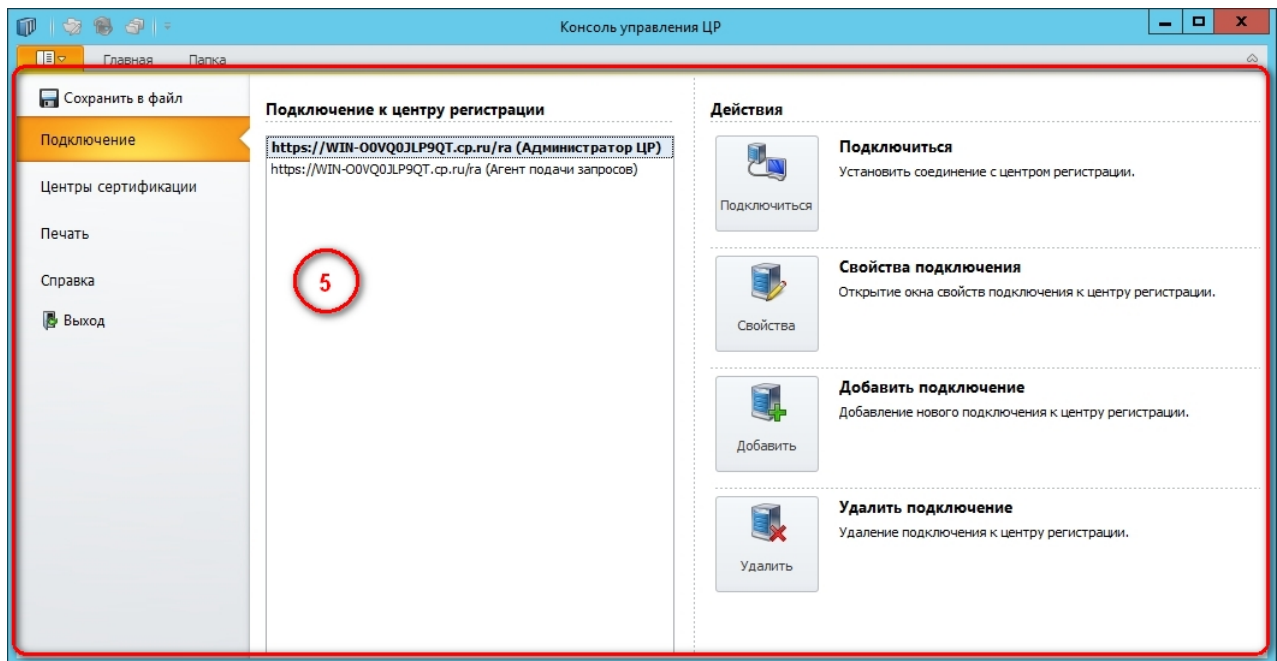 Консоль управления ЦР
Главная Папка
Сохранить в файл
Подключение
Центры сертификации
Печать
Справка
Выход
Подключение к центру регистрации
https://WIN-O0VQ0JLP9QT.cp.ru/ra (Администратор ЦР)
https://WIN-O0VQ0JLP9QT.cp.ru/ra (Агент подачи запросов)
5
Действия
Подключиться
Подключиться
Установить соединение с центром регистрации.
Свойства
Свойства подключения
Открытие окна свойств подключения к центру регистрации.
Добавить
Добавить подключение
Добавление нового подключения к центру регистрации.
Удалить
Удалить подключение
Удаление подключения к центру регистрации.